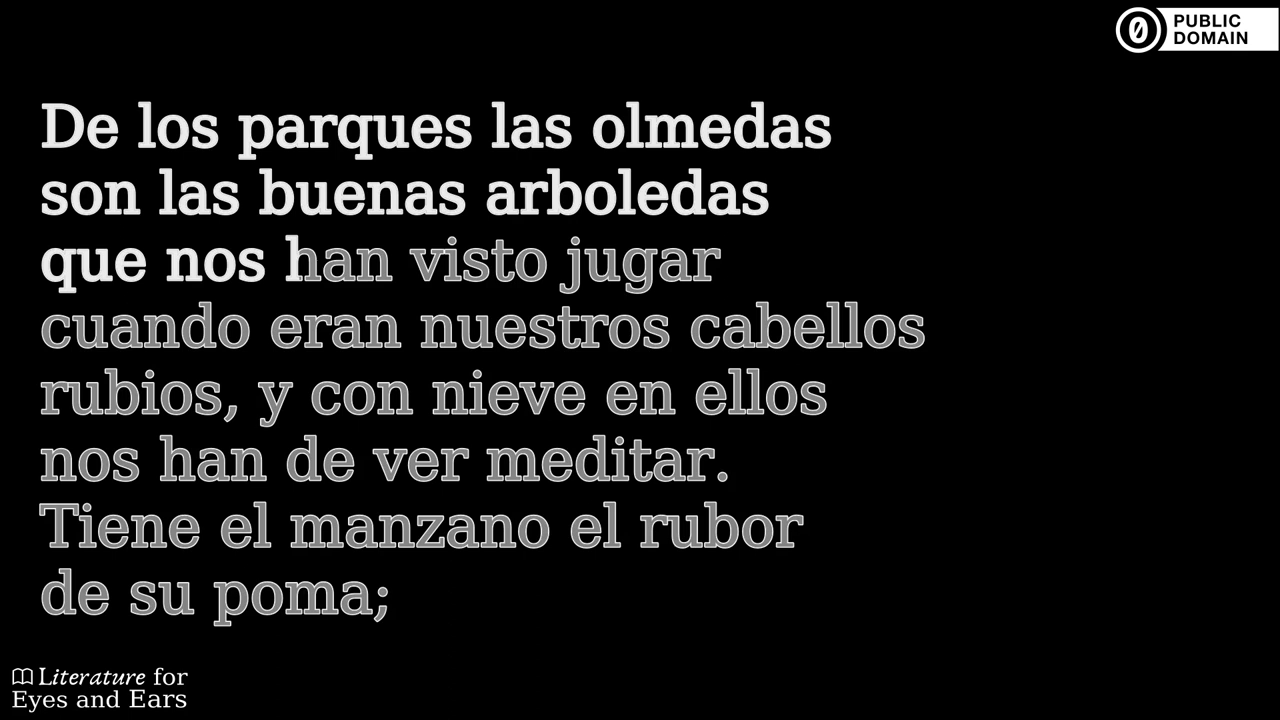 PUBLIC
DOMAIN
De los parques las olmedas
son las buenas arboledas
que nos han visto jugar
cuando eran nuestros cabellos
rubios, y con nieve en ellos
nos han de ver meditar.
Tiene el manzano el rubor
de su poma;
Literature for
Eyes and Ears